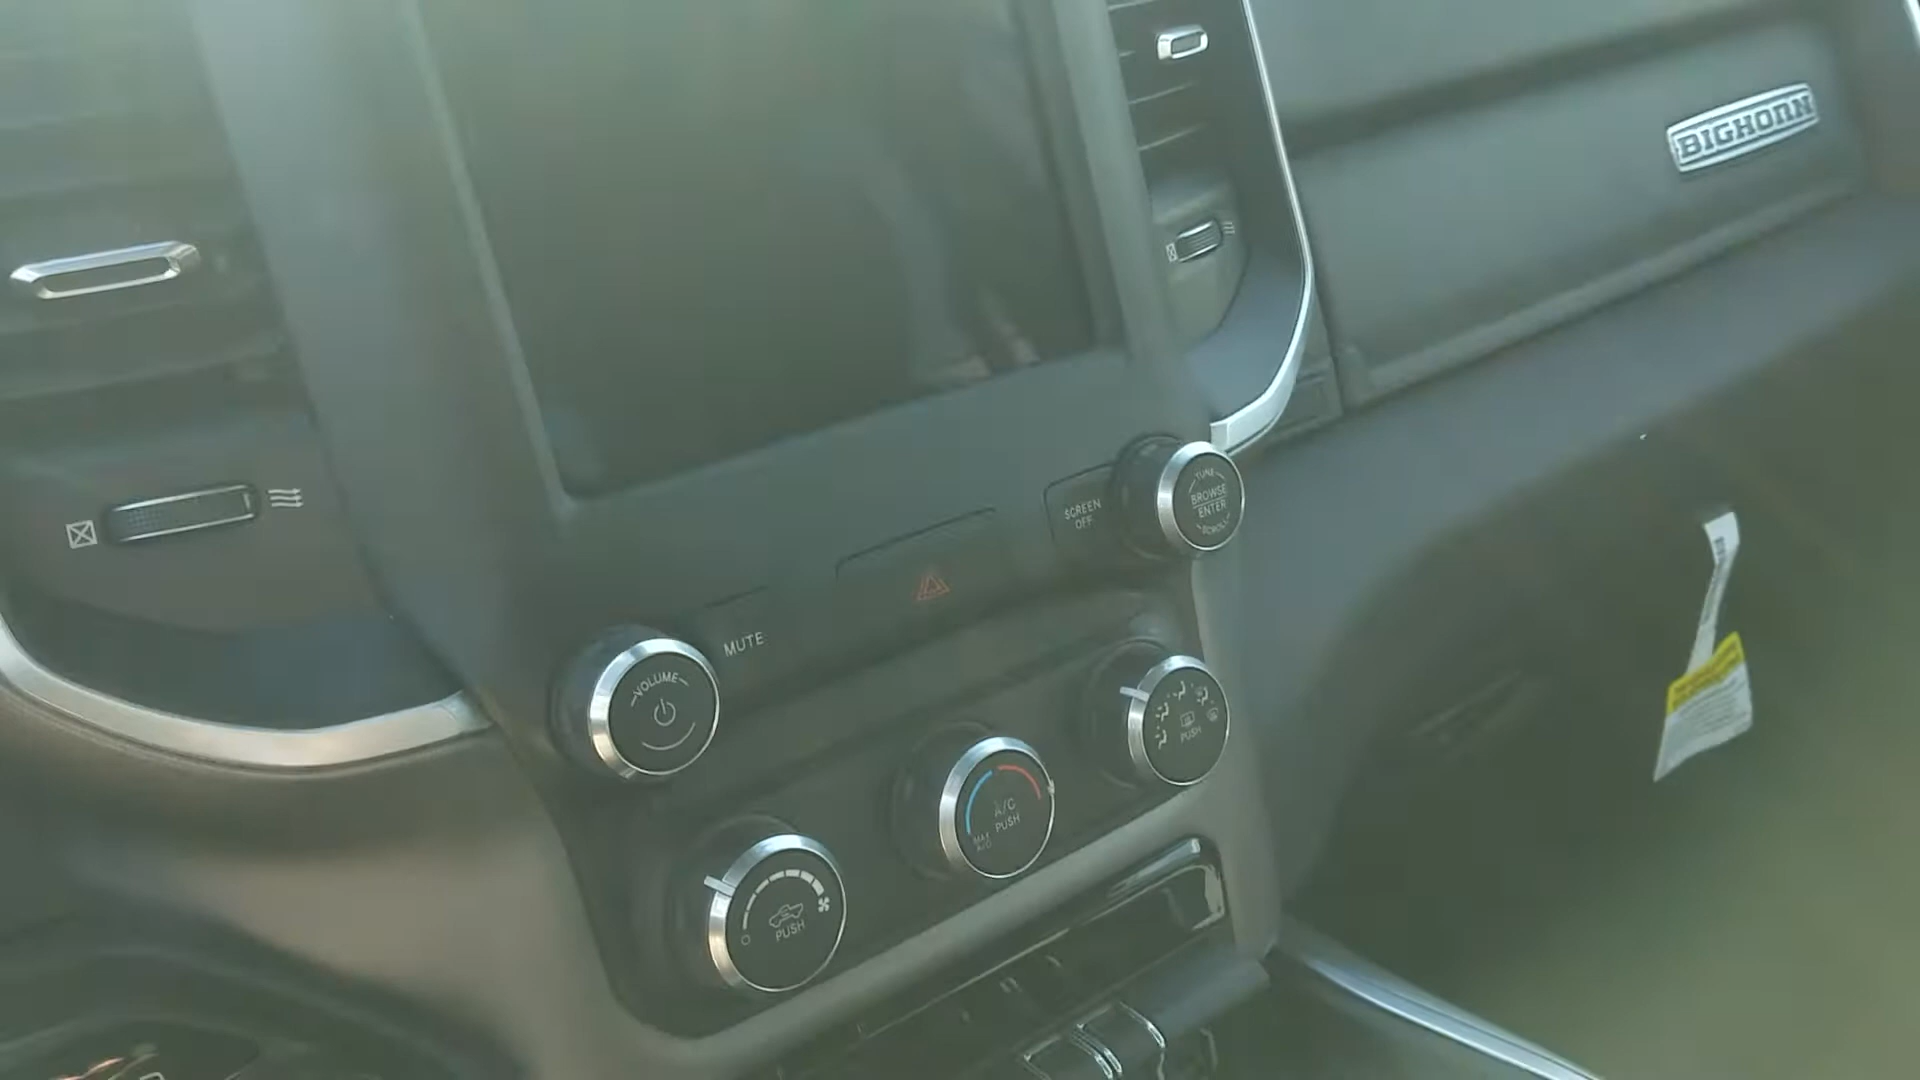 BIGHORN
SCREEN
OFF
TUNE
BROWSE
ENTER
SCROLL
MUTE
VOLUME
PUSH
A/C
PUSH
MAX
A/C
PUSH